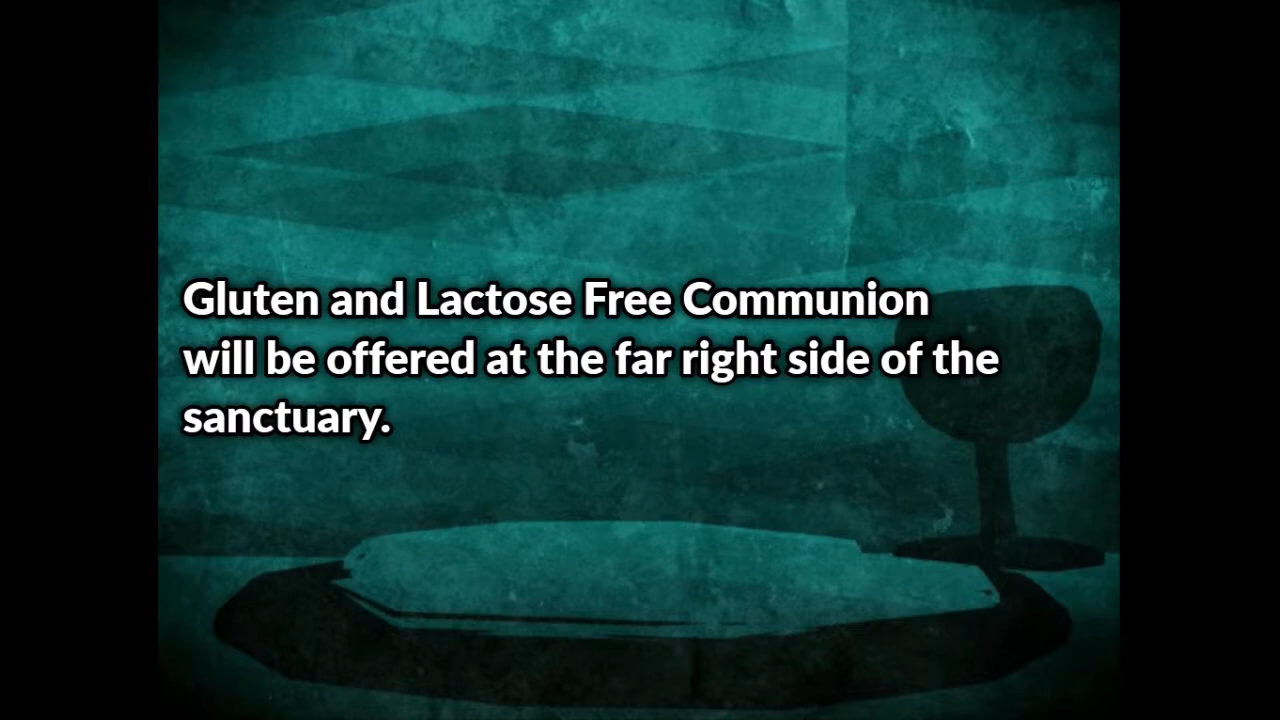 Gluten and Lactose Free Communion
will be offered at the far right side of the
sanctuary.